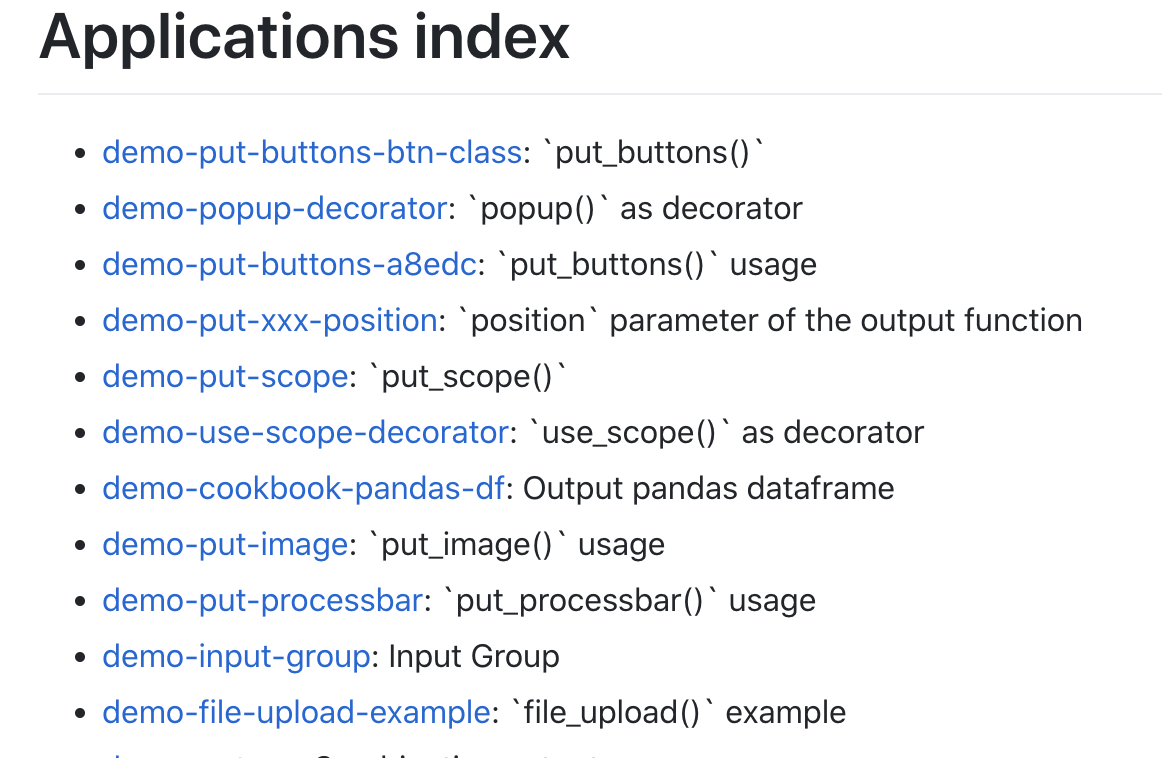 Applications index
• demo-put-buttons-btn-class: `put_buttons()`
• demo-popup-decorator: `popup()` as decorator
• demo-put-buttons-a8edc: `put_buttons()` usage
• demo-put-xxx-position: `position` parameter of the output function
• demo-put-scope: `put_scope()`
• demo-use-scope-decorator: `use_scope()` as decorator
• demo-cookbook-pandas-df: Output pandas dataframe
• demo-put-image: `put_image()` usage
• demo-put-processbar: `put_processbar()` usage
• demo-input-group: Input Group
• demo-file-upload-example: `file_upload()` example